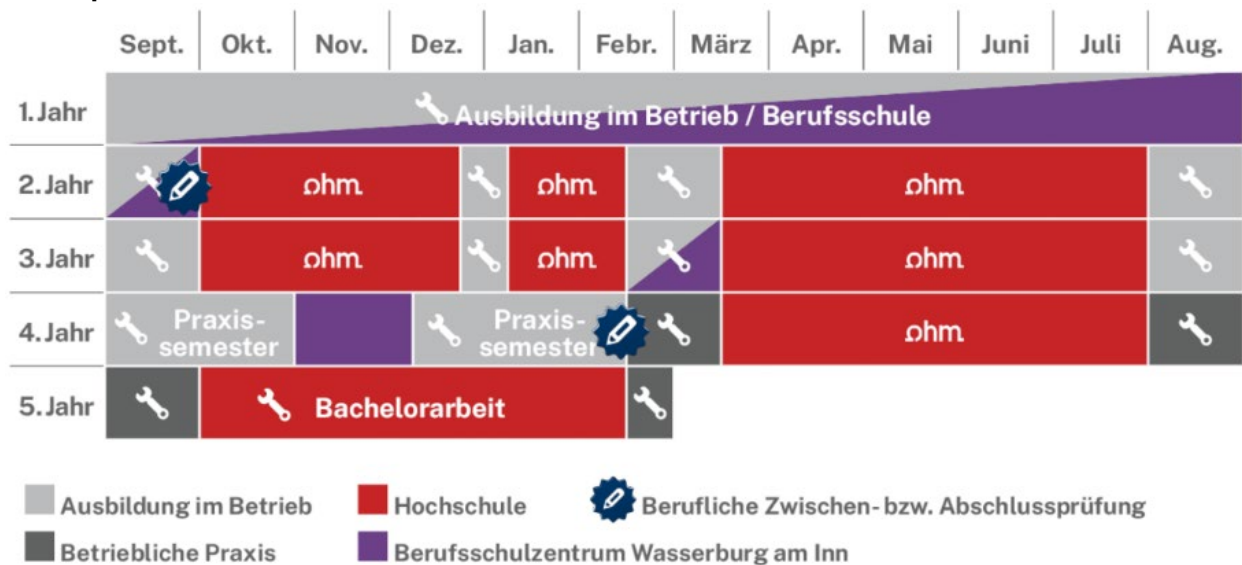 Sept. Okt. Nov. Dez. Jan. Febr. März Apr. Mai Juni Juli Aug.
1. Jahr Ausbildung im Betrieb / Berufsschule
2. Jahr ohm ohm ohm
3. Jahr ohm ohm ohm
4. Jahr Praxis- Praxis- ohm
semester semester
5. Jahr Bachelorarbeit
Ausbildung im Betrieb Hochschule Berufliche Zwischen- bzw. Abschlussprüfung
Betriebliche Praxis Berufsschulzentrum Wasserburg am Inn